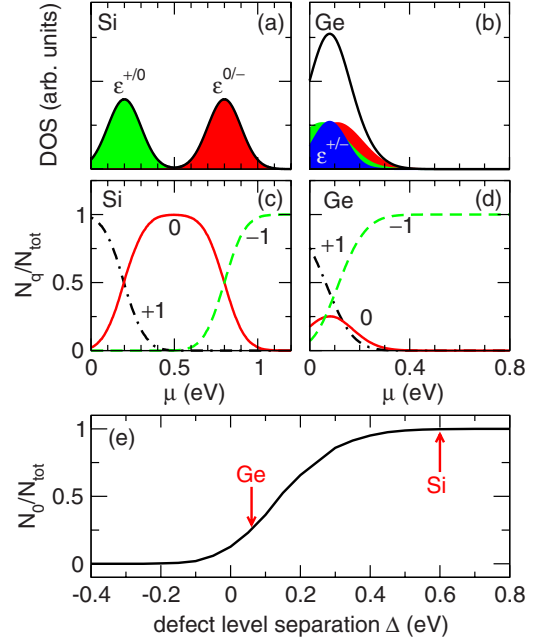 Si (a)
Ge (b)
DOS (arb. units)
ε+/0
ε0/−
ε+/−
Si (c)
Ge (d)
N_q/N_tot
1
0.5
0
0
−1
+1
+1
−1
0
0 0.5 1
0 0.4 0.8
μ (eV)
μ (eV)
(e)
N_0/N_tot
1
0.5
0
Ge
Si
-0.4 -0.2 0 0.2 0.4 0.6 0.8
defect level separation Δ (eV)